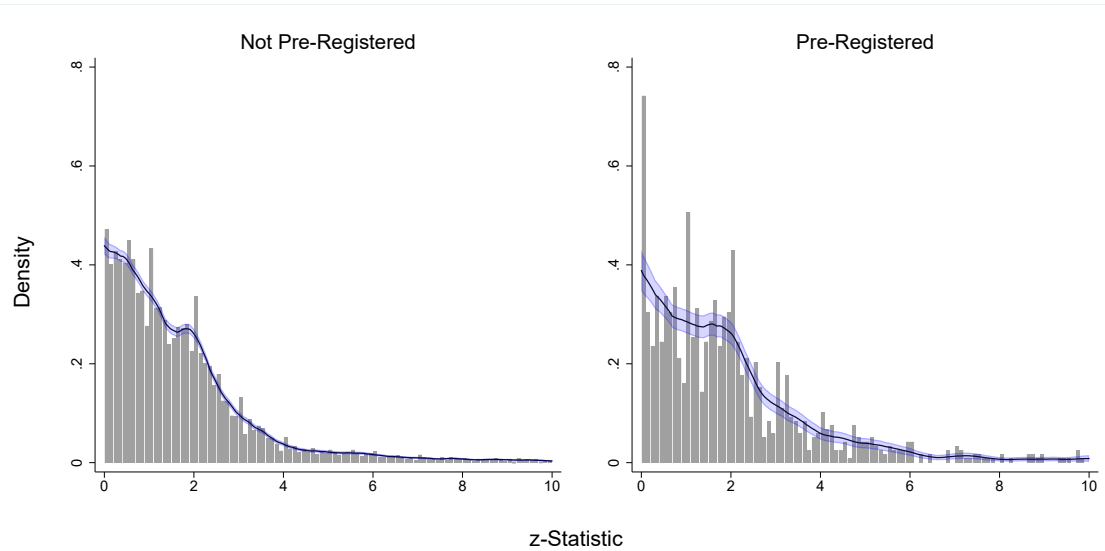 Not Pre-Registered
Pre-Registered
Density
.8
.6
.4
.2
0
0 2 4 6 8 10
.8
.6
.4
.2
0
0 2 4 6 8 10
z-Statistic